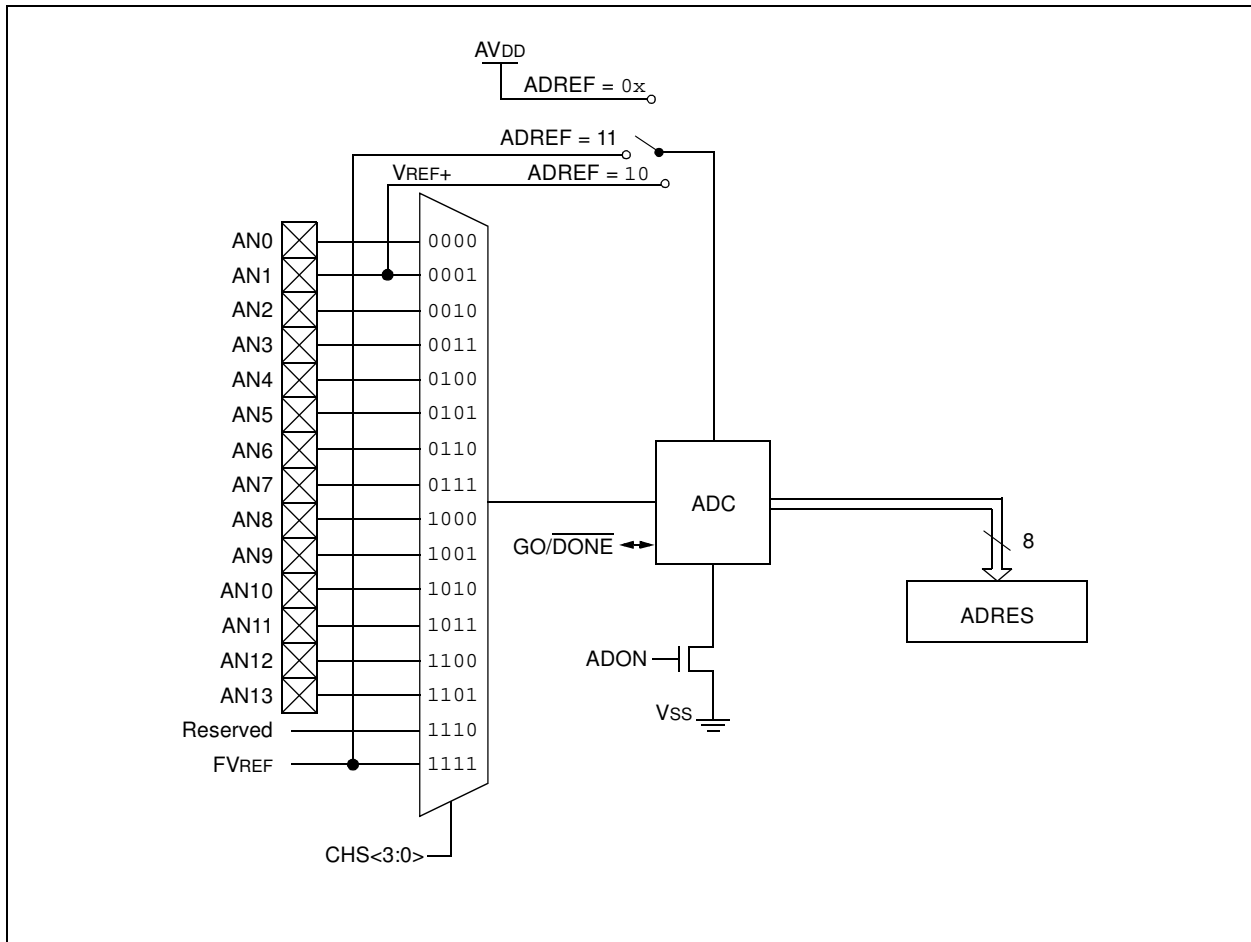 AVDD
ADREF = 0x
ADREF = 11
VREF+ ADREF = 10
AN0 0000
AN1 0001
AN2 0010
AN3 0011
AN4 0100
AN5 0101
AN6 0110
AN7 0111
AN8 1000
AN9 1001
AN10 1010
AN11 1011
AN12 1100
AN13 1101
Reserved 1110
FVREF 1111
CHS<3:0>
ADC
GO/DONE
8
ADRES
ADON
VSS